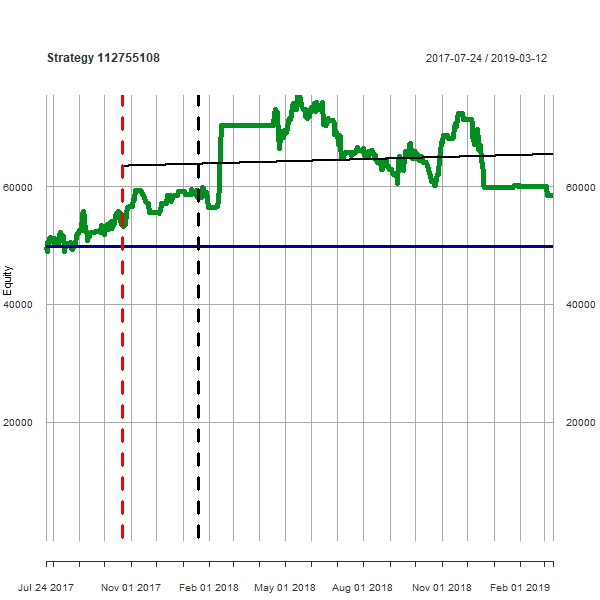 Strategy 112755108
2017-07-24 / 2019-03-12
Equity
60000
60000
40000
40000
20000
20000
Jul 24 2017
Nov 01 2017
Feb 01 2018
May 01 2018
Aug 01 2018
Nov 01 2018
Feb 01 2019